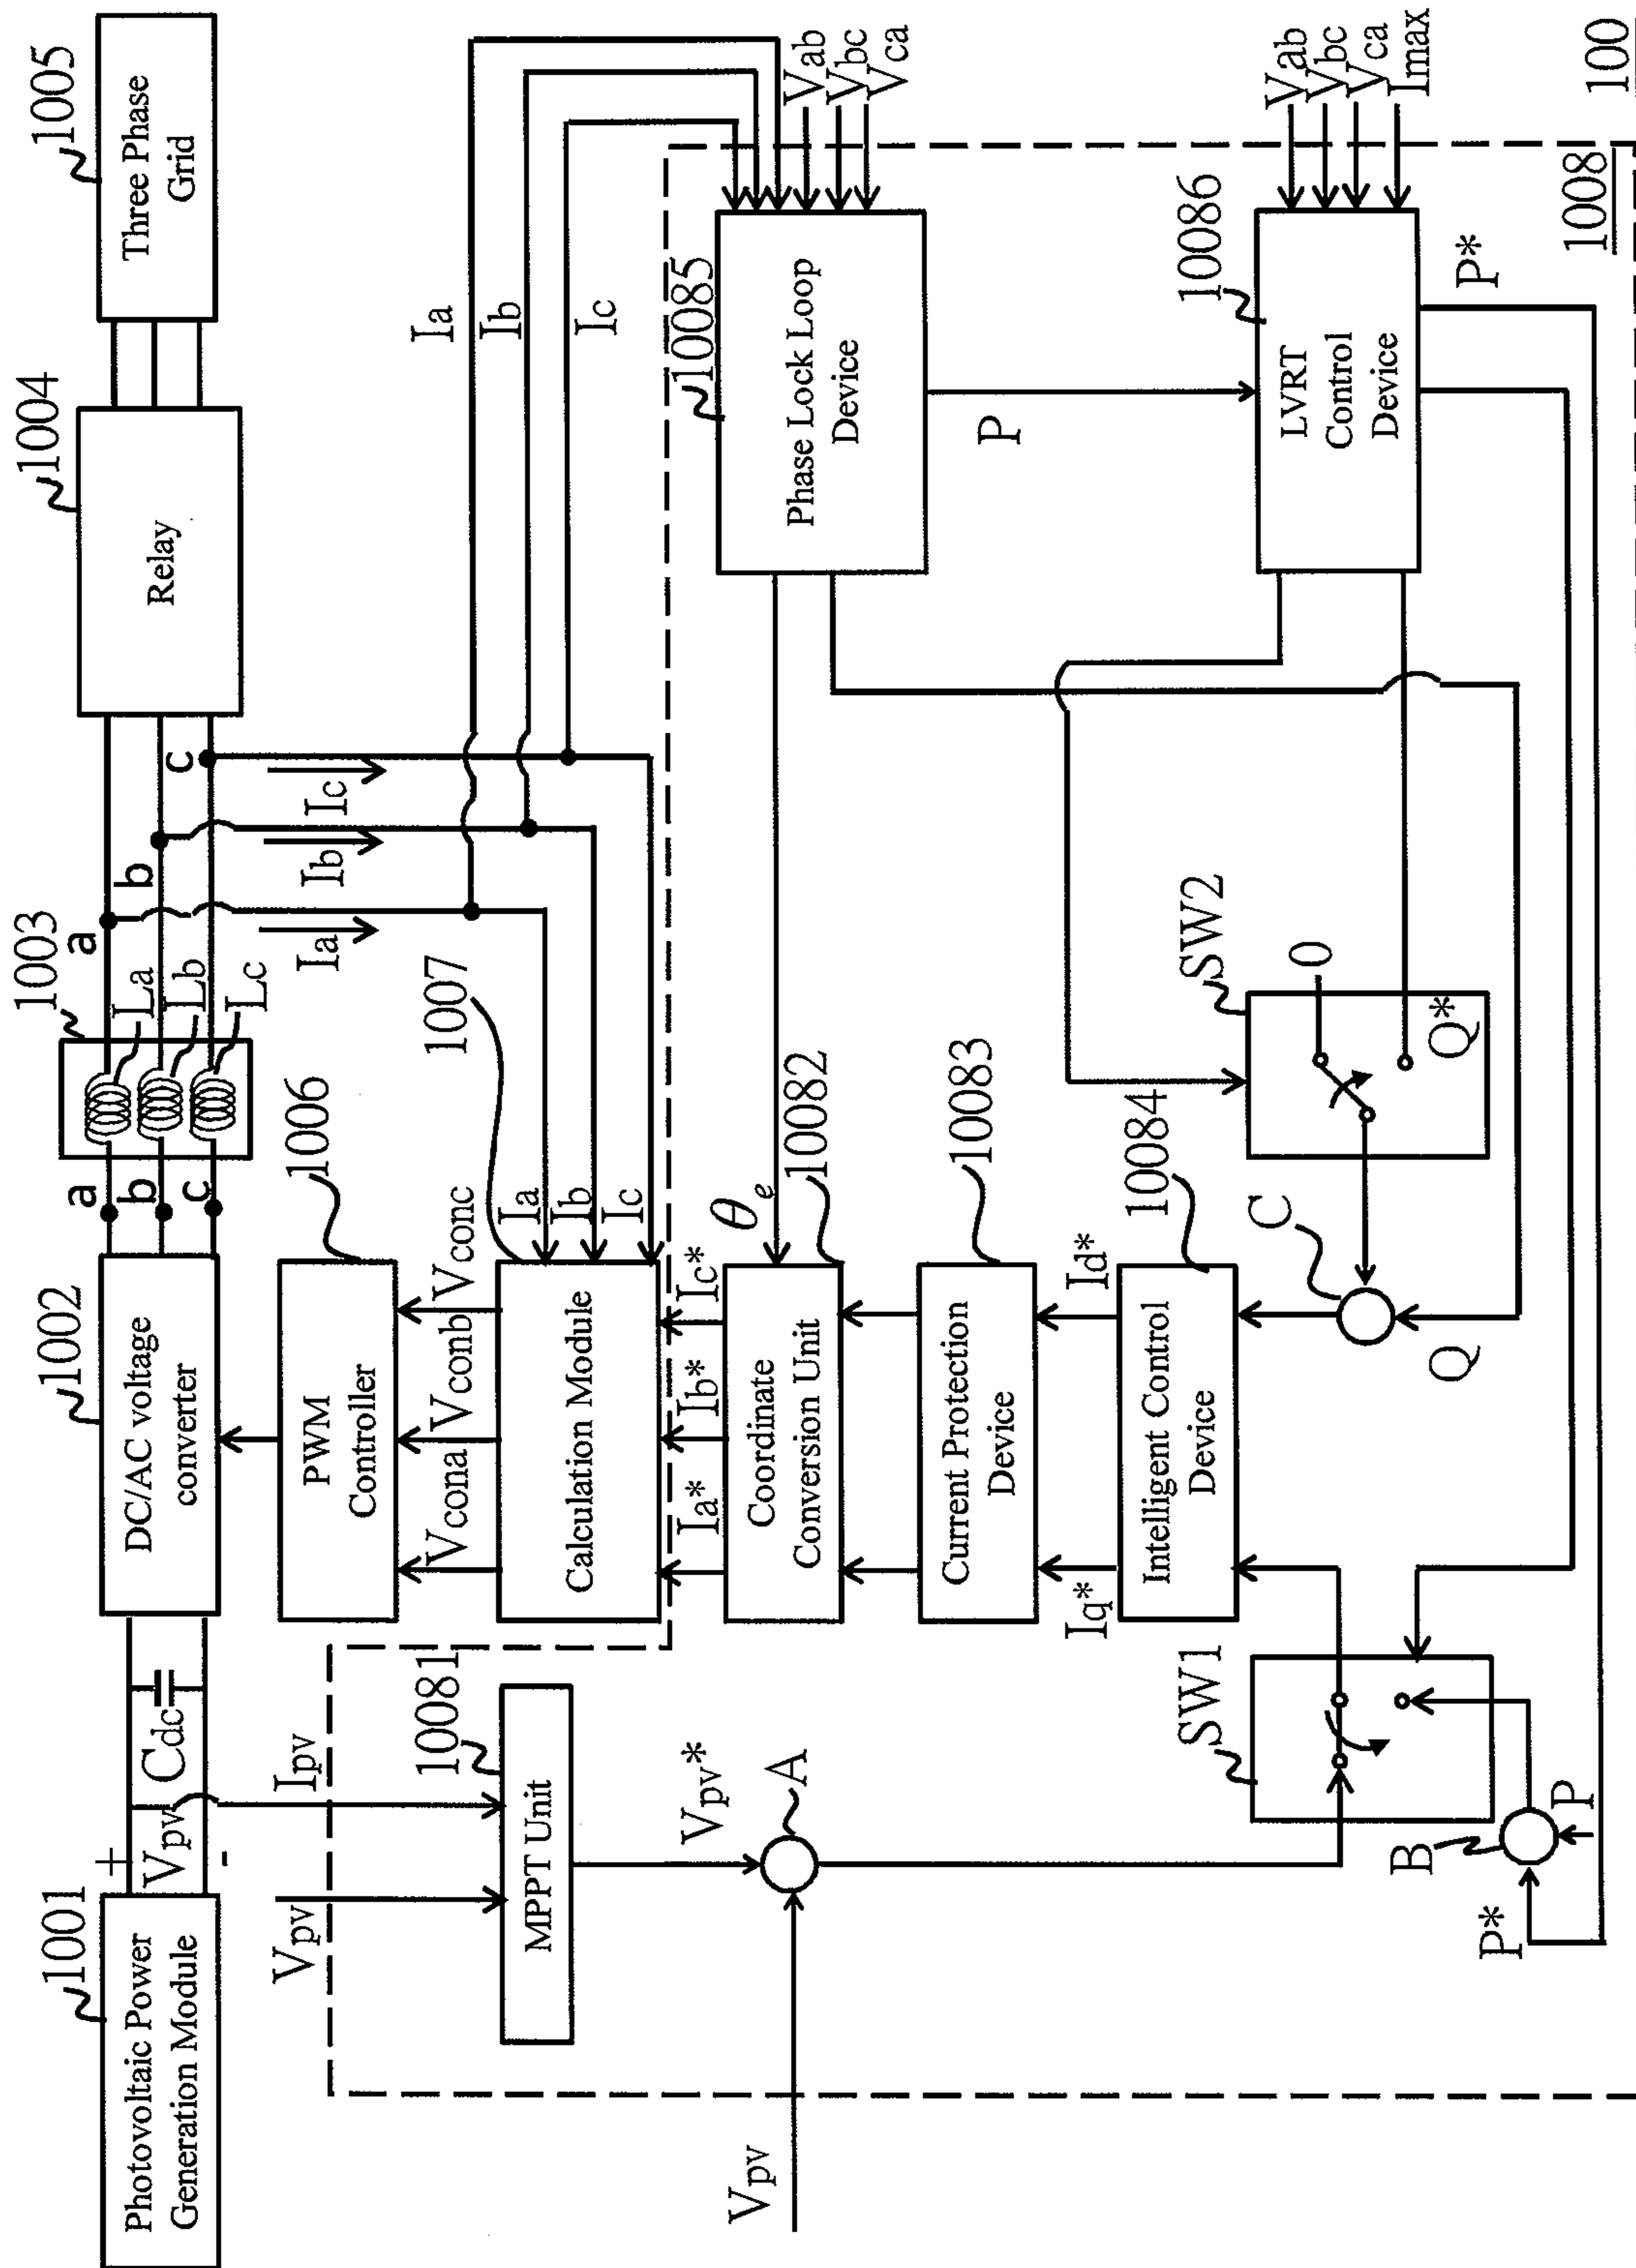 1001
Photovoltaic Power
Generation Module
+
Vpv
-
Cdc
Ipv
1002
DC/AC voltage
converter
a
b
c
1003
La
Lb
Lc
a
b
c
Ia
Ib
Ic
1004
Relay
1005
Three Phase
Grid
Ia
Ib
Ic
1006
PWM
Controller
Vcona
Vconb
Vconc
1007
Calculation Module
Ia
Ib
Ic
Ia*
Ib*
Ic*
Vpv
10081
MPPT Unit
Vpv*
A
Vpv
10082
Coordinate
Conversion Unit
θe
10083
Current Protection
Device
Iq*
Id*
10084
Intelligent Control
Device
10085
Phase Lock Loop
Device
Vab
Vbc
Vca
P
10086
LVRT
Control
Device
Vab
Vbc
Vca
Imax
P*
SW1
B
P
P*
C
Q
SW2
0
Q*
1008
100